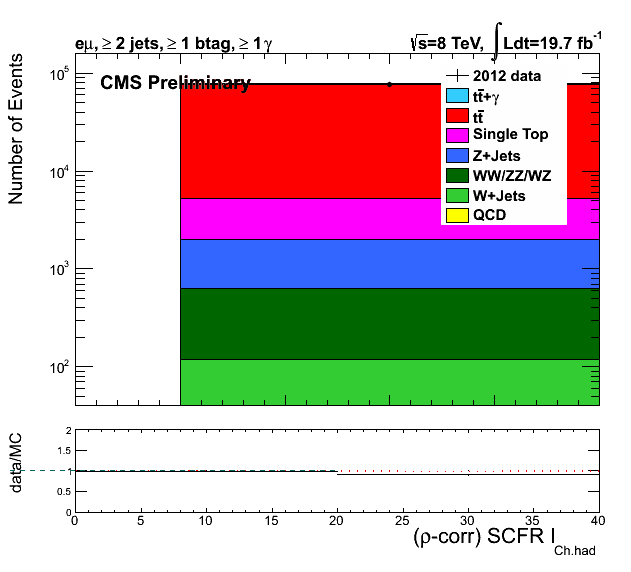 eμ, ≥ 2 jets, ≥ 1 btag, ≥ 1 γ
√s=8 TeV, ∫ Ldt=19.7 fb⁻¹
CMS Preliminary
2012 data
tt̄+γ
tt̄
Single Top
Z+Jets
WW/ZZ/WZ
W+Jets
QCD
Number of Events
10⁵
10⁴
10³
10²
data/MC
2
1.5
1
0.5
0
0 5 10 15 20 25 30 35 40
(ρ-corr) SCFR I_Ch.had